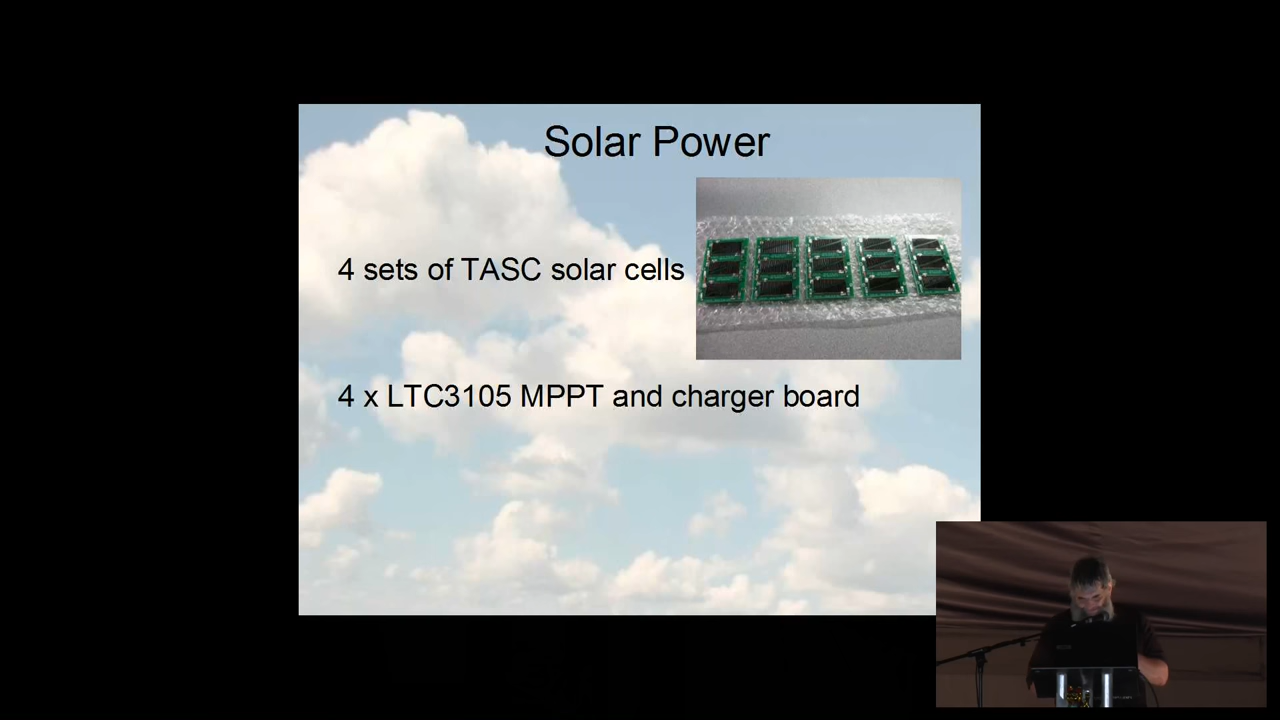 Solar Power
4 sets of TASC solar cells
4 x LTC3105 MPPT and charger board